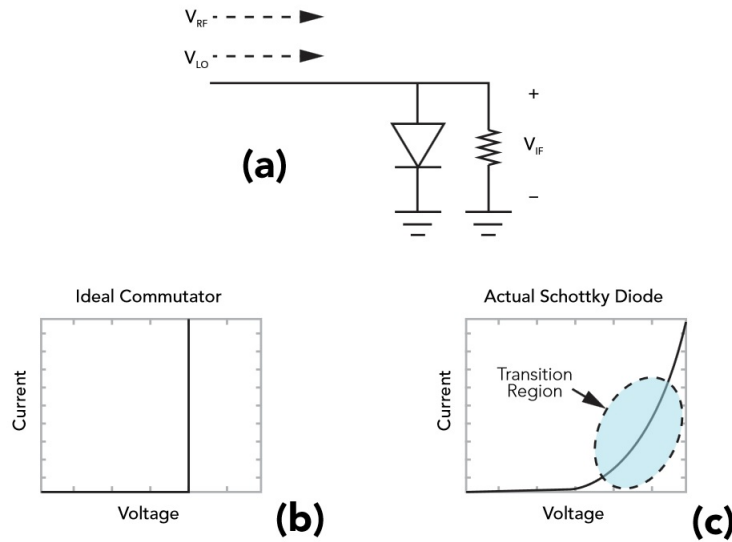 VRF
VLO
+
(a)
VIF
–
Ideal Commutator
Current
Voltage
(b)
Actual Schottky Diode
Transition
Region
Current
Voltage
(c)